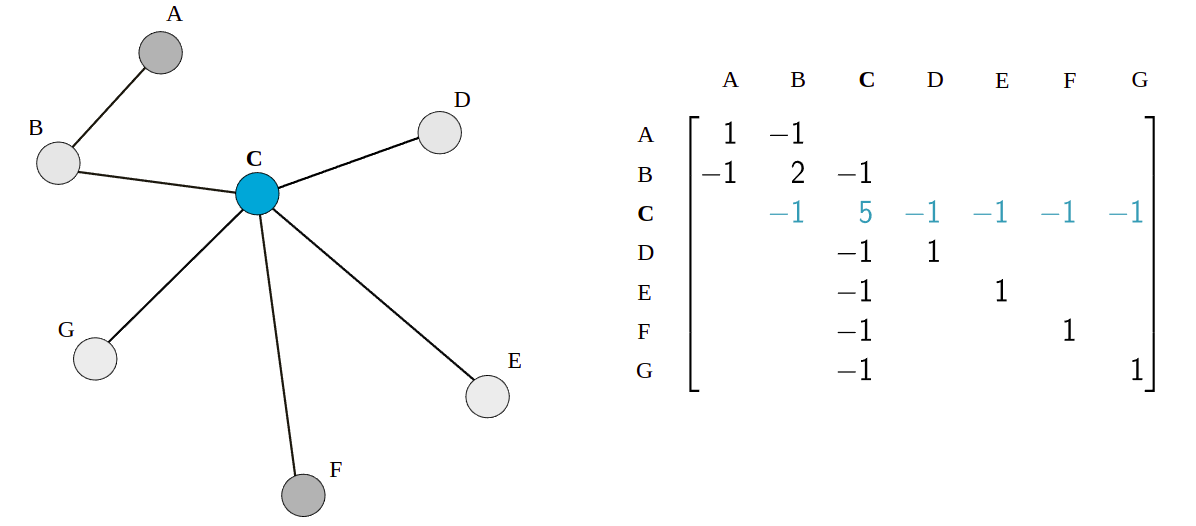 A
B
C
D
G
E
F
A B C D E F G
A 1 −1
B −1 2 −1
C −1 5 −1 −1 −1 −1
D −1 1
E −1 1
F −1 1
G −1 1